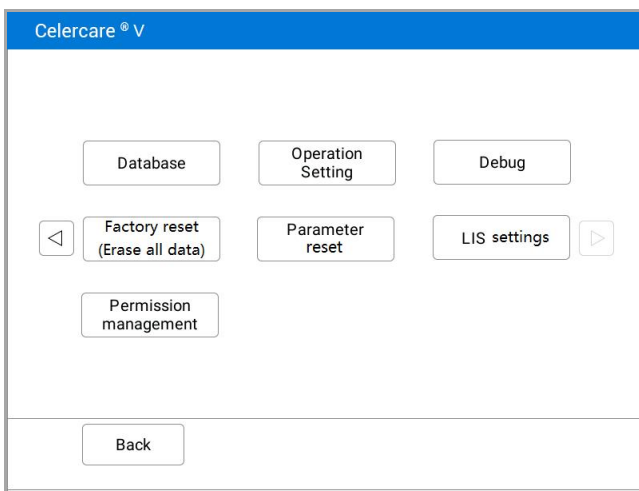 Celercare ® V
Database
Operation
Setting
Debug
Factory reset
(Erase all data)
Parameter
reset
LIS settings
Permission
management
Back